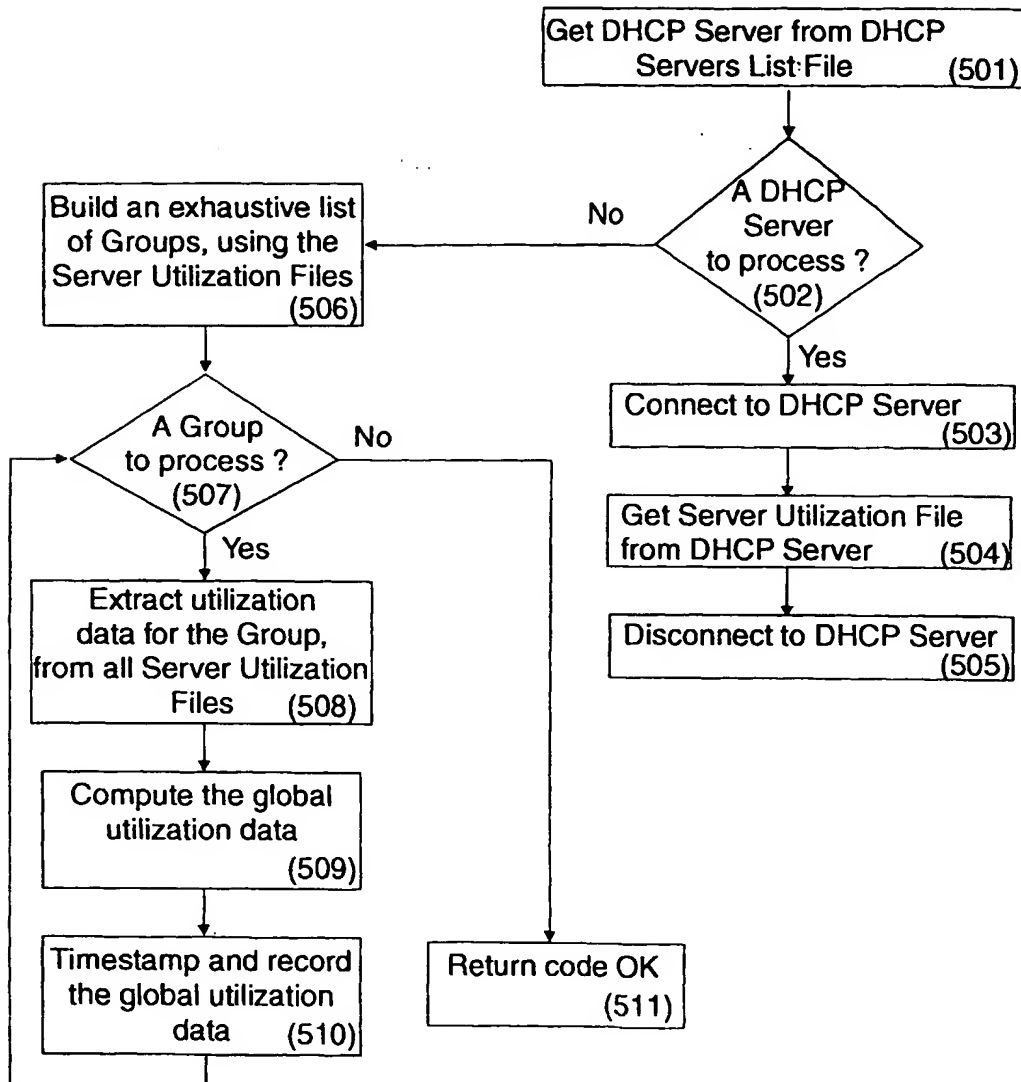 Get DHCP Server from DHCP
Servers List File (501)
A DHCP
Server
to process ?
(502)
No
Yes
Connect to DHCP Server
(503)
Get Server Utilization File
from DHCP Server (504)
Disconnect to DHCP Server
(505)
Build an exhaustive list
of Groups, using the
Server Utilization Files
(506)
A Group
to process ?
(507)
No
Yes
Extract utilization
data for the Group,
from all Server Utilization
Files (508)
Compute the global
utilization data
(509)
Timestamp and record
the global utilization
data (510)
Return code OK
(511)